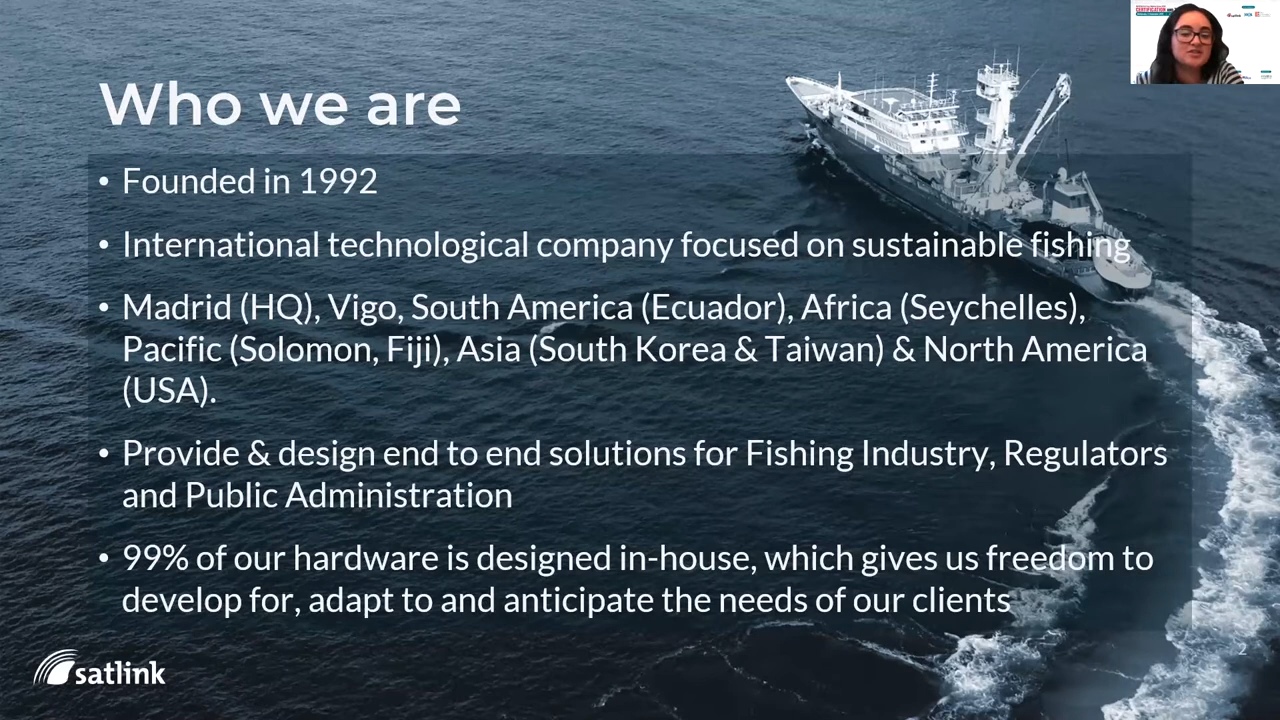 CERTIFICATION
satlink
Who we are
• Founded in 1992
• International technological company focused on sustainable fishing
• Madrid (HQ), Vigo, South America (Ecuador), Africa (Seychelles),
Pacific (Solomon, Fiji), Asia (South Korea & Taiwan) & North America
(USA).
• Provide & design end to end solutions for Fishing Industry, Regulators
and Public Administration
• 99% of our hardware is designed in-house, which gives us freedom to
develop for, adapt to and anticipate the needs of our clients
satlink
2